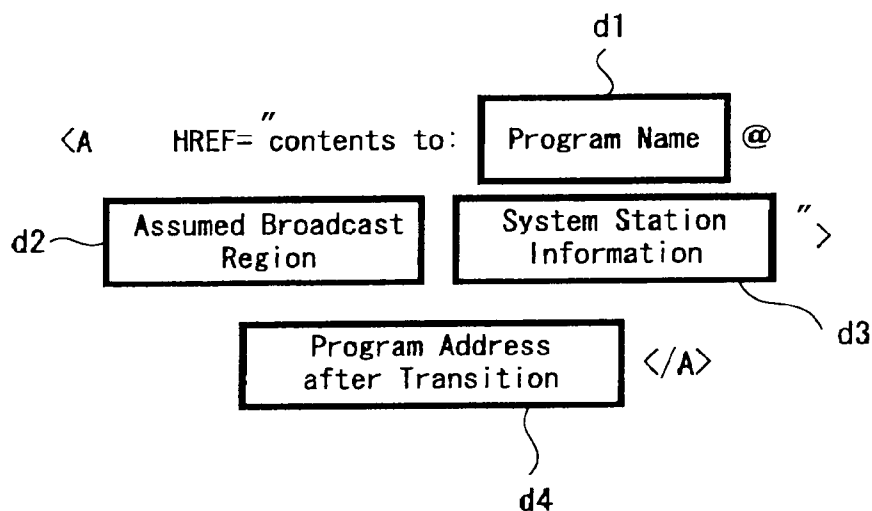 d1
<A HREF="contents to: Program Name @
d2 Assumed Broadcast System Station ">
Region Information
d3
Program Address </A>
after Transition
d4